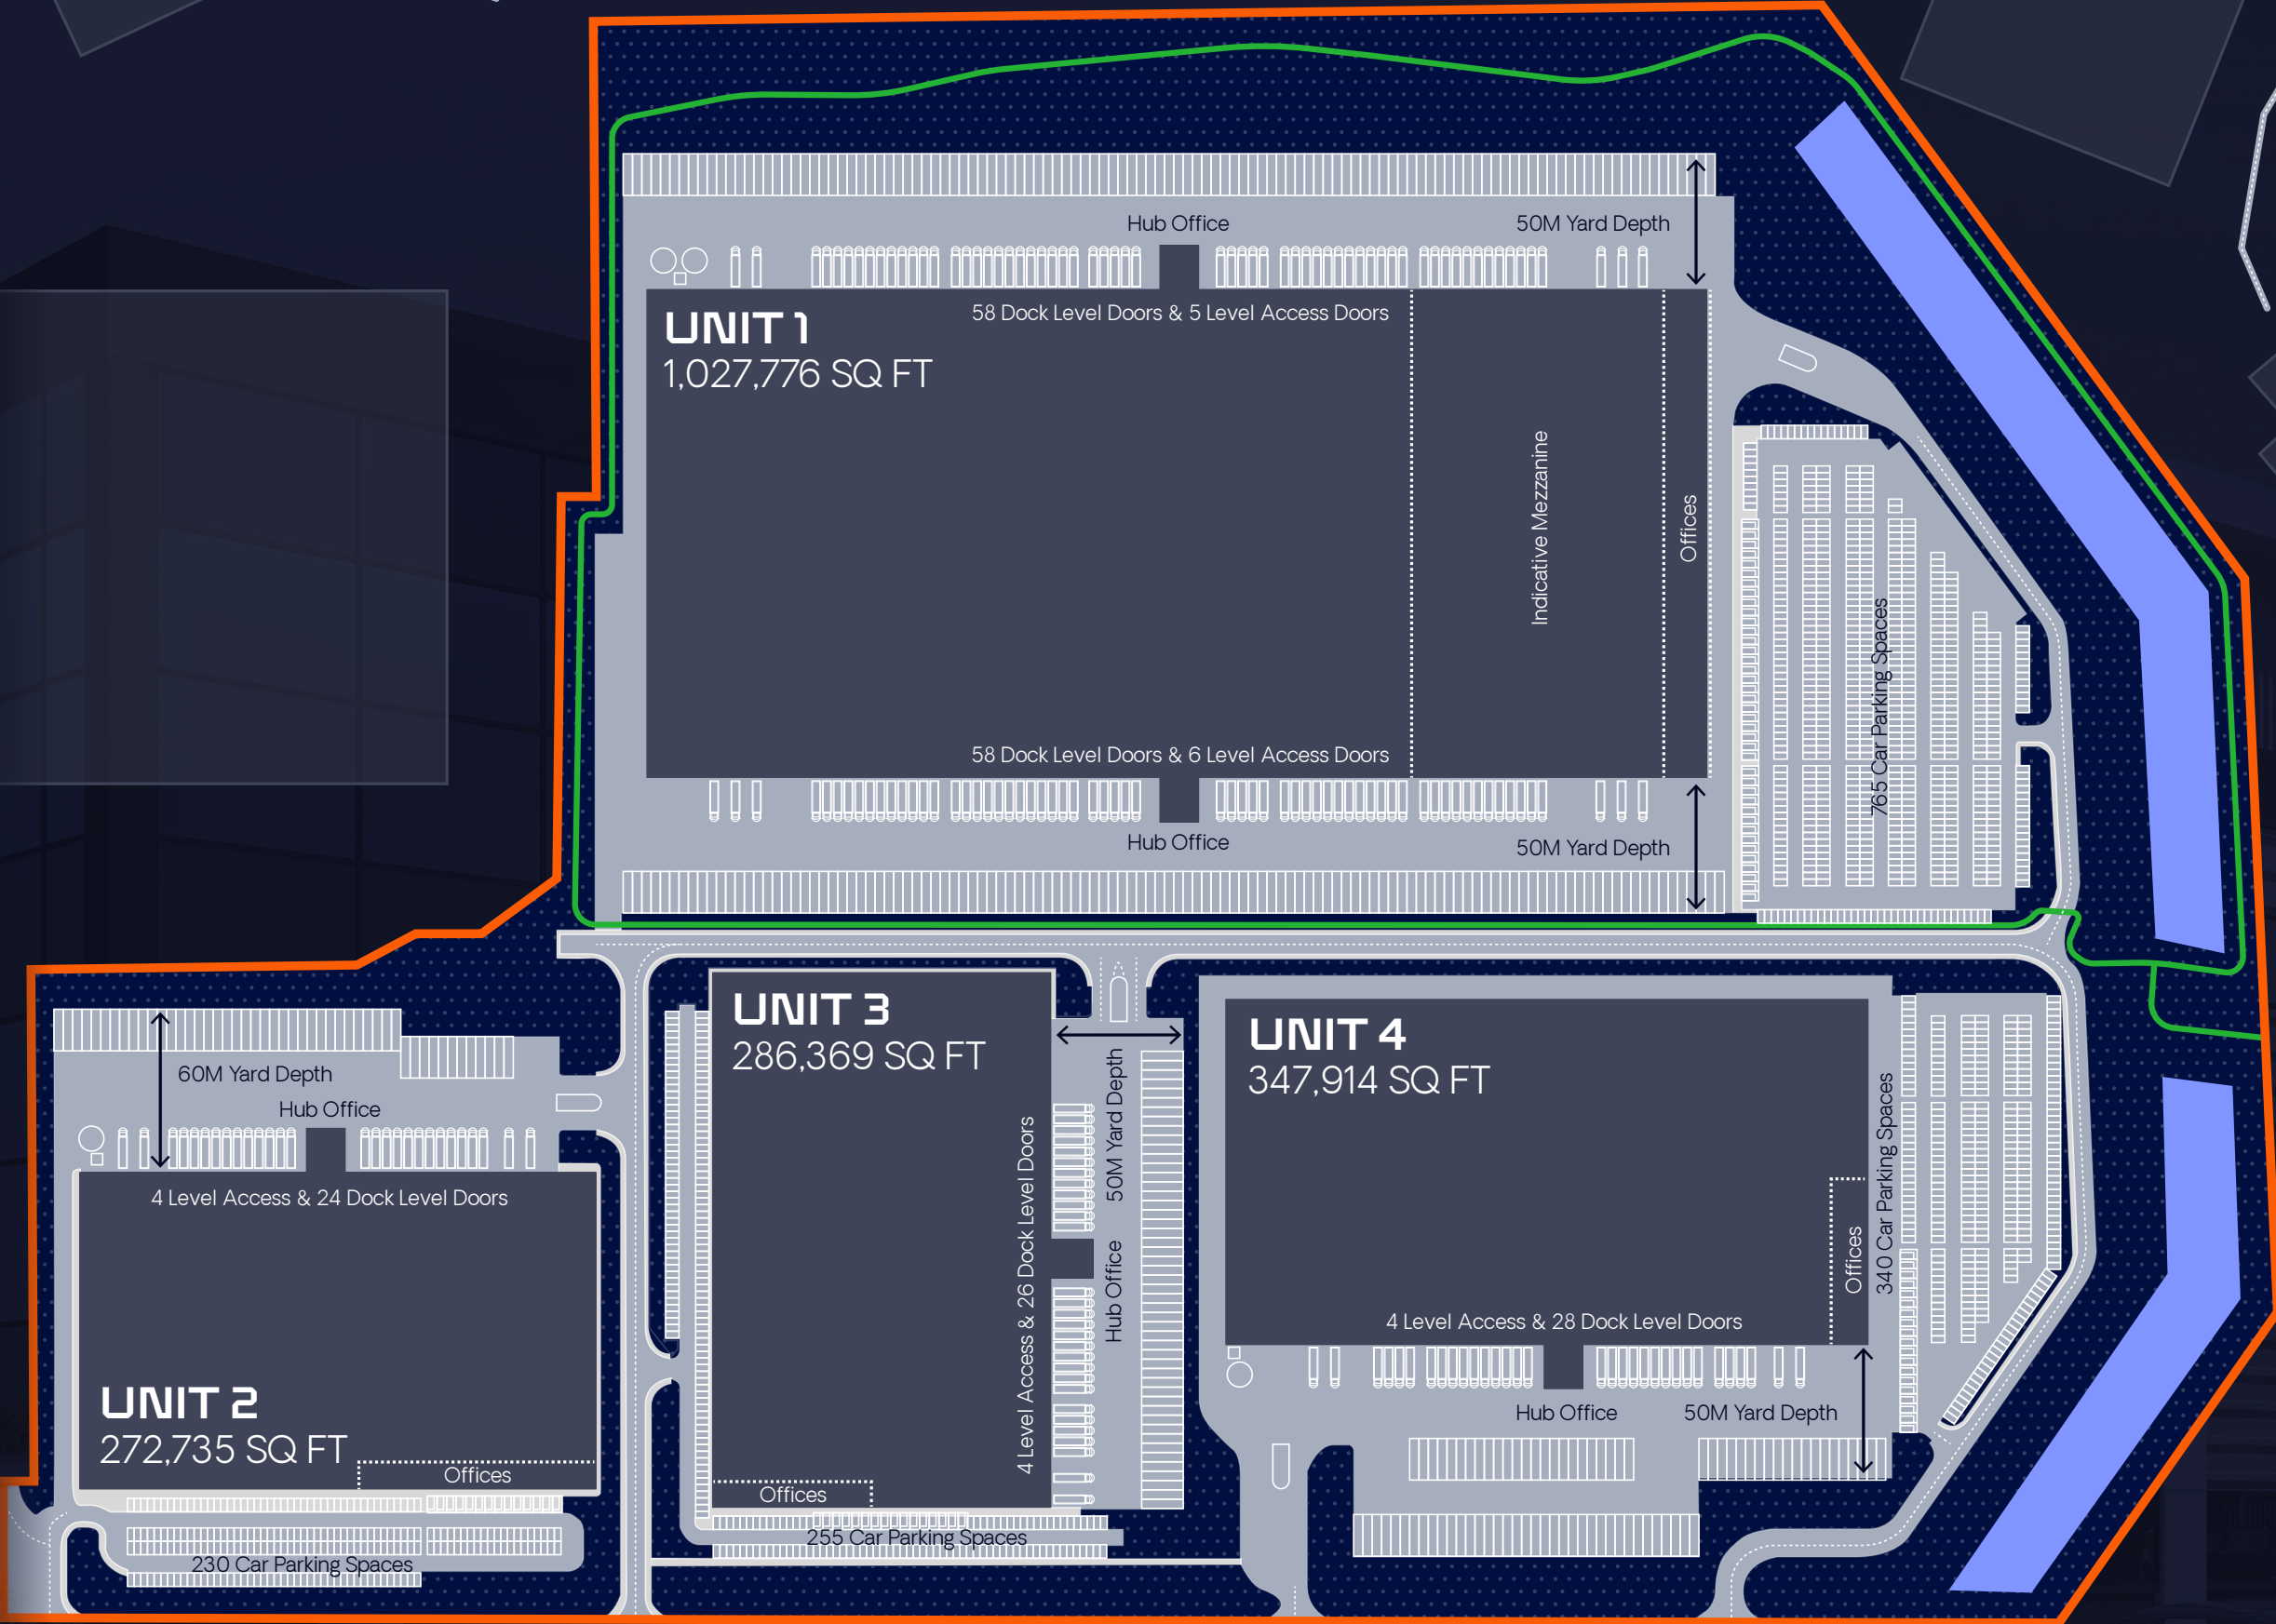 Hub Office
50M Yard Depth
58 Dock Level Doors & 5 Level Access Doors
UNIT 1
1,027,776 SQ FT
Indicative Mezzanine
Offices
765 Car Parking Spaces
58 Dock Level Doors & 6 Level Access Doors
Hub Office
50M Yard Depth
60M Yard Depth
Hub Office
4 Level Access & 24 Dock Level Doors
UNIT 2
272,735 SQ FT
Offices
230 Car Parking Spaces
UNIT 3
286,369 SQ FT
4 Level Access & 26 Dock Level Doors
50M Yard Depth
Hub Office
Offices
255 Car Parking Spaces
UNIT 4
347,914 SQ FT
340 Car Parking Spaces
Offices
4 Level Access & 28 Dock Level Doors
Hub Office
50M Yard Depth